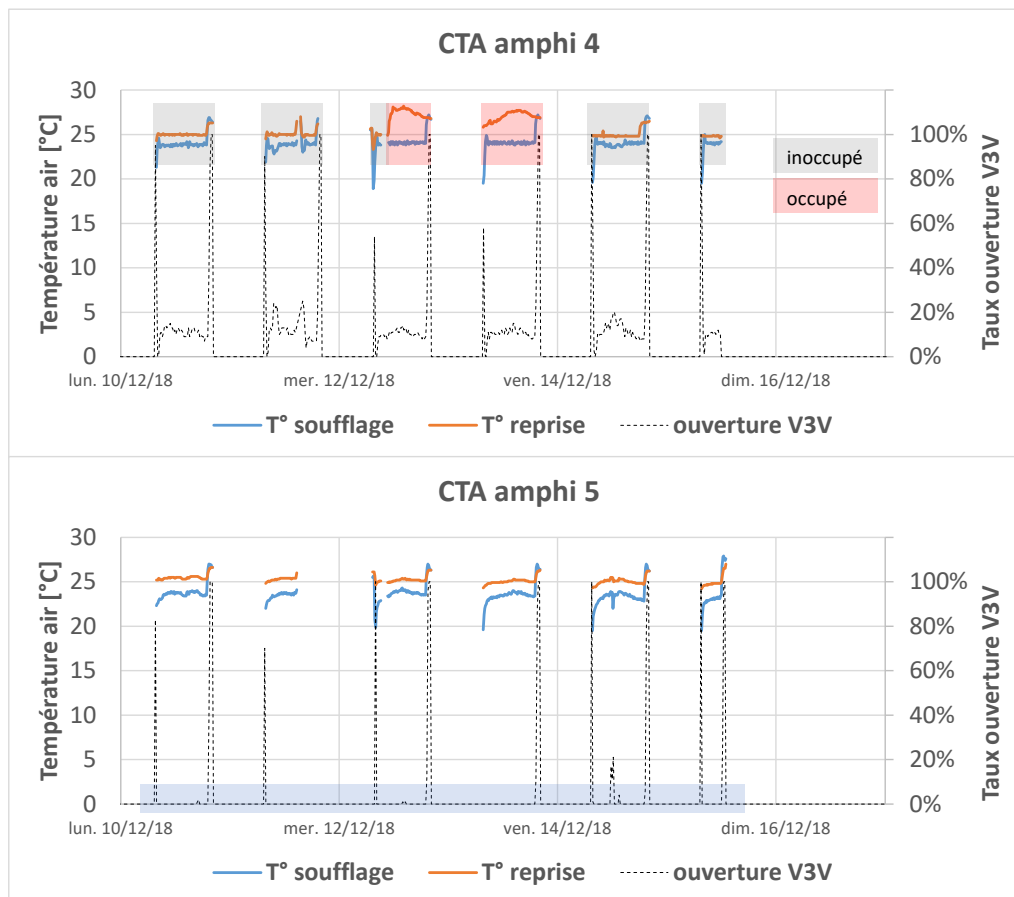 CTA amphi 4
Température air [°C]
30
25
20
15
10
5
0
100%
80%
60%
40%
20%
0%
Taux ouverture V3V
inoccupé
occupé
lun. 10/12/18
mer. 12/12/18
ven. 14/12/18
dim. 16/12/18
T° soufflage
T° reprise
ouverture V3V
CTA amphi 5
Température air [°C]
30
25
20
15
10
5
0
100%
80%
60%
40%
20%
0%
Taux ouverture V3V
lun. 10/12/18
mer. 12/12/18
ven. 14/12/18
dim. 16/12/18
T° soufflage
T° reprise
ouverture V3V